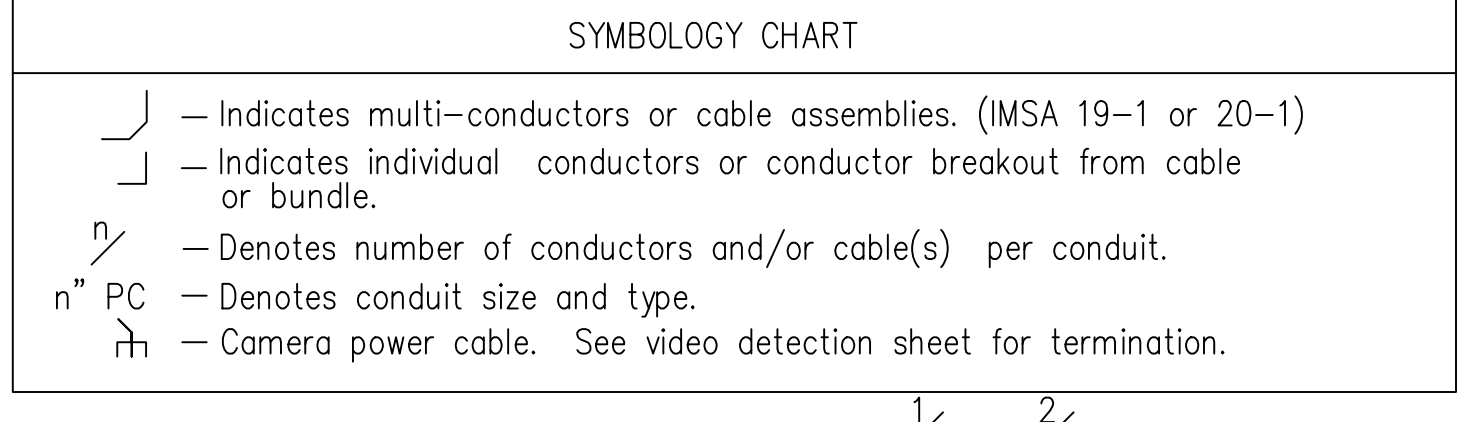 SYMBOLOGY CHART
— Indicates multi-conductors or cable assemblies. (IMSA 19-1 or 20-1)
— Indicates individual conductors or conductor breakout from cable
or bundle.
n/ — Denotes number of conductors and/or cable(s) per conduit.
n” PC — Denotes conduit size and type.
— Camera power cable. See video detection sheet for termination.
1/ 2/